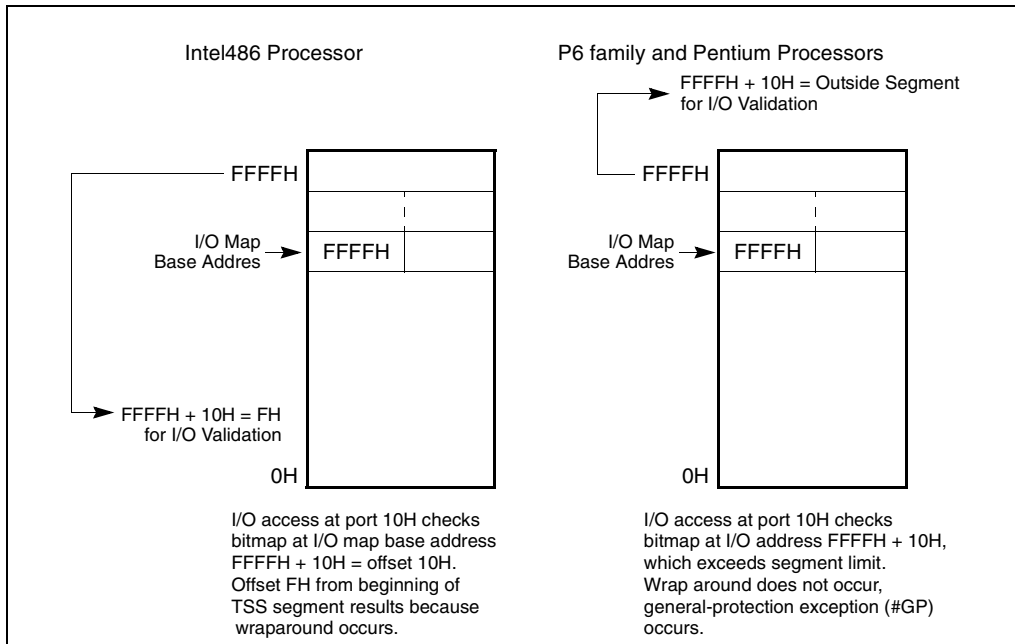 Intel486 Processor
FFFFH
I/O Map
Base Addres
FFFFH
FFFFH + 10H = FH
for I/O Validation
0H
I/O access at port 10H checks
bitmap at I/O map base address
FFFFH + 10H = offset 10H.
Offset FH from beginning of
TSS segment results because
wraparound occurs.
P6 family and Pentium Processors
FFFFH + 10H = Outside Segment
for I/O Validation
FFFFH
I/O Map
Base Addres
FFFFH
0H
I/O access at port 10H checks
bitmap at I/O address FFFFH + 10H,
which exceeds segment limit.
Wrap around does not occur,
general-protection exception (#GP)
occurs.